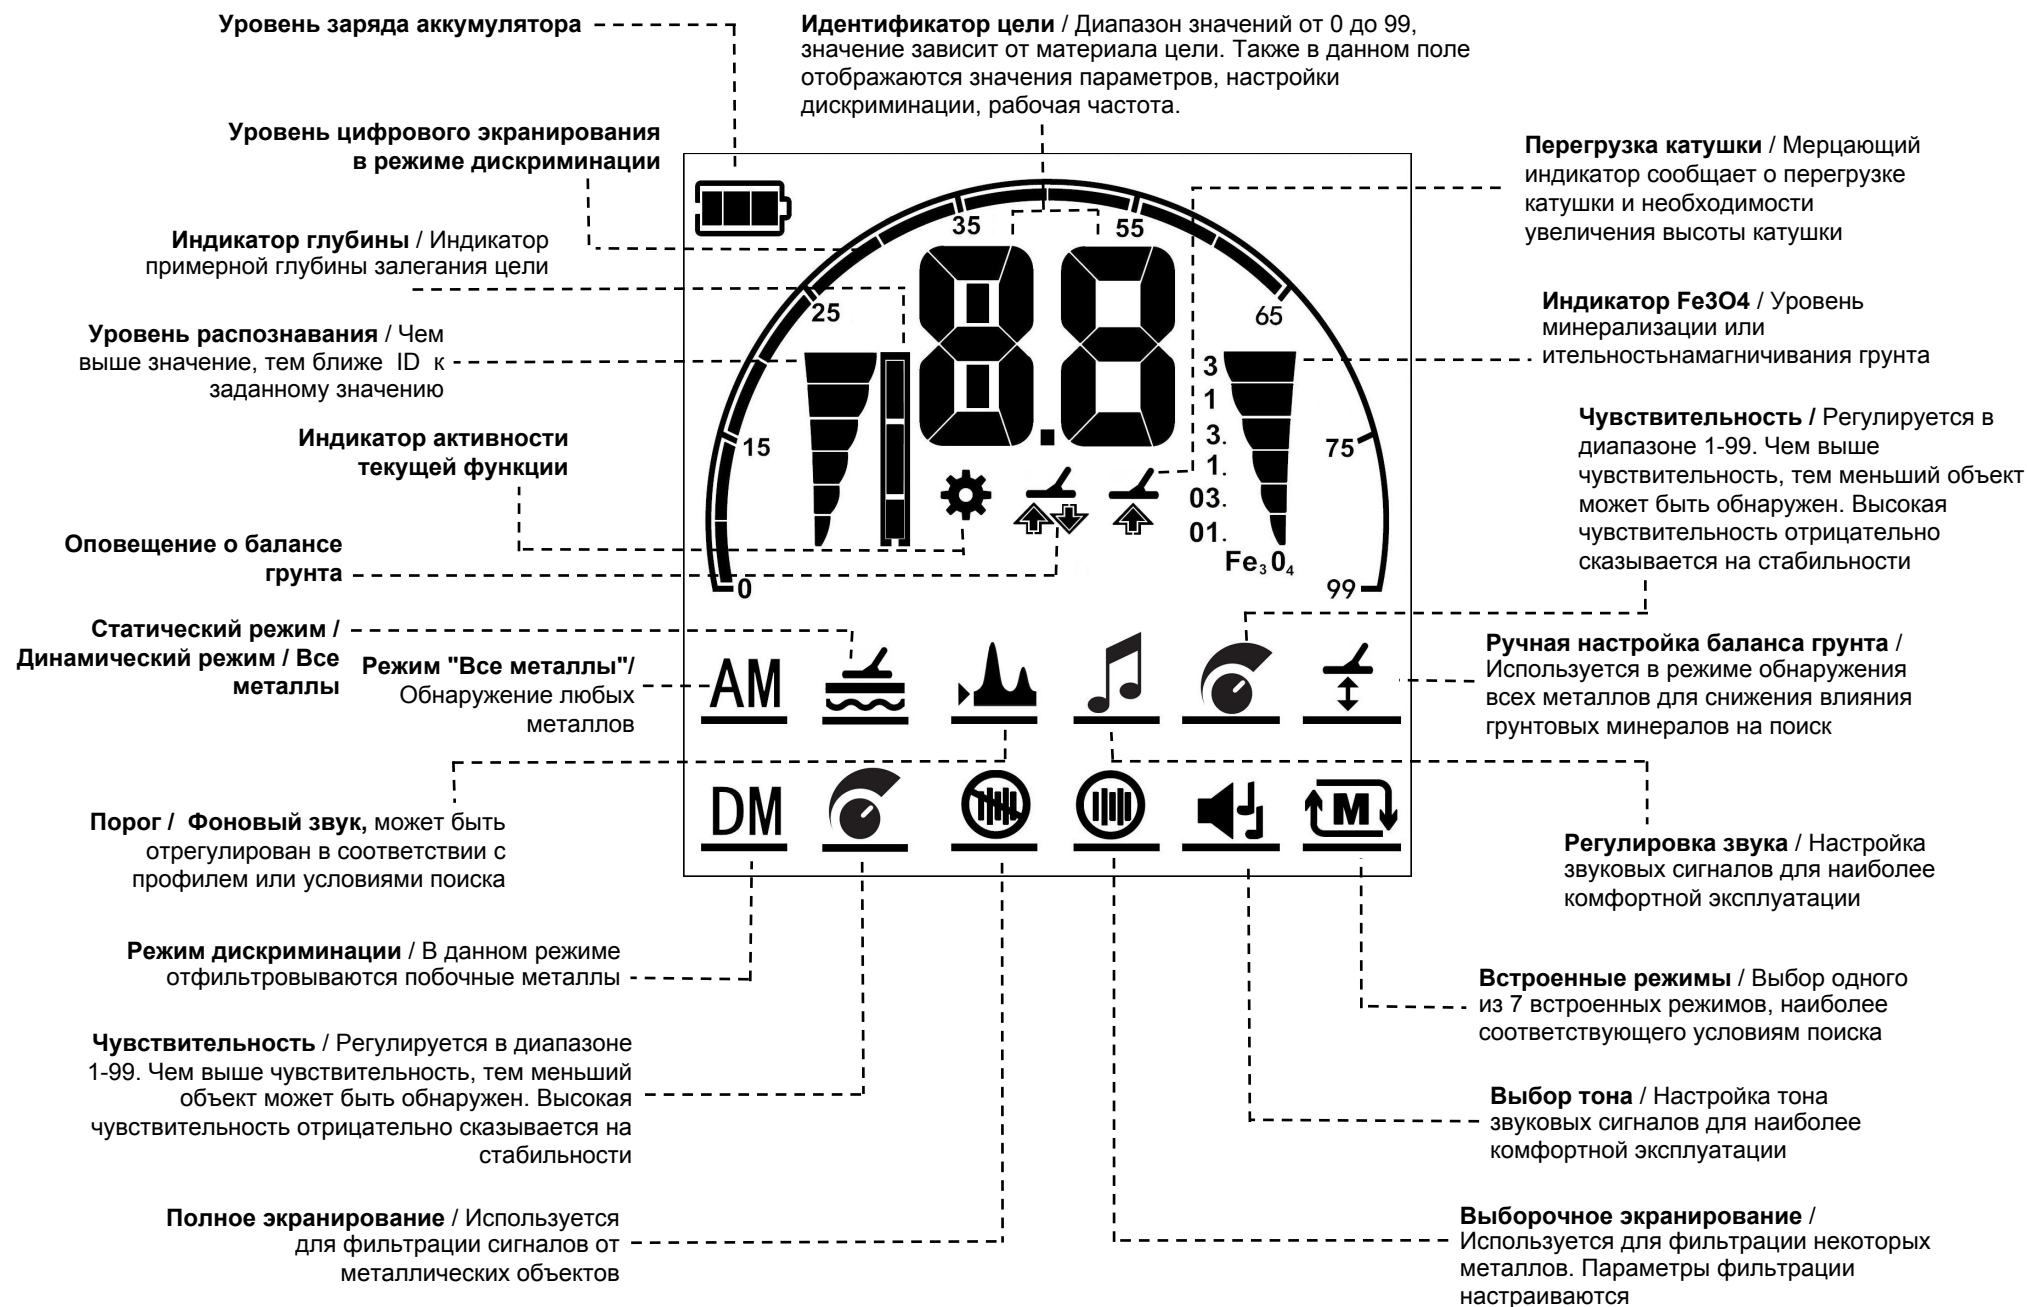 Уровень заряда аккумулятора
Идентификатор цели / Диапазон значений от 0 до 99,
значение зависит от материала цели. Также в данном поле
отображаются значения параметров, настройки
дискриминации, рабочая частота.
Уровень цифрового экранирования
в режиме дискриминации
Перегрузка катушки / Мерцающий
индикатор сообщает о перегрузке
катушки и необходимости
увеличения высоты катушки
Индикатор глубины / Индикатор
примерной глубины залегания цели
Индикатор Fe3O4 / Уровень
минерализации или
ительностьнамагничивания грунта
Уровень распознавания / Чем
выше значение, тем ближе ID к
заданному значению
Чувствительность / Регулируется в
диапазоне 1-99. Чем выше
чувствительность, тем меньший объект
может быть обнаружен. Высокая
чувствительность отрицательно
сказывается на стабильности
Индикатор активности
текущей функции
Оповещение о балансе
грунта
Статический режим /
Динамический режим / Все
металлы
Режим "Все металлы"/
Обнаружение любых
металлов
Ручная настройка баланса грунта /
Используется в режиме обнаружения
всех металлов для снижения влияния
грунтовых минералов на поиск
0
15
25
35
55
65
75
99
8.8
3
1
3.
1.
03.
01.
Fe₃0₄
AM
DM
M
Порог / Фоновый звук, может быть
отрегулирован в соответствии с
профилем или условиями поиска
Регулировка звука / Настройка
звуковых сигналов для наиболее
комфортной эксплуатации
Режим дискриминации / В данном режиме
отфильтровываются побочные металлы
Встроенные режимы / Выбор одного
из 7 встроенных режимов, наиболее
соответствующего условиям поиска
Чувствительность / Регулируется в диапазоне
1-99. Чем выше чувствительность, тем меньший
объект может быть обнаружен. Высокая
чувствительность отрицательно сказывается на
стабильности
Выбор тона / Настройка тона
звуковых сигналов для наиболее
комфортной эксплуатации
Полное экранирование / Используется
для фильтрации сигналов от
металлических объектов
Выборочное экранирование /
Используется для фильтрации некоторых
металлов. Параметры фильтрации
настраиваются